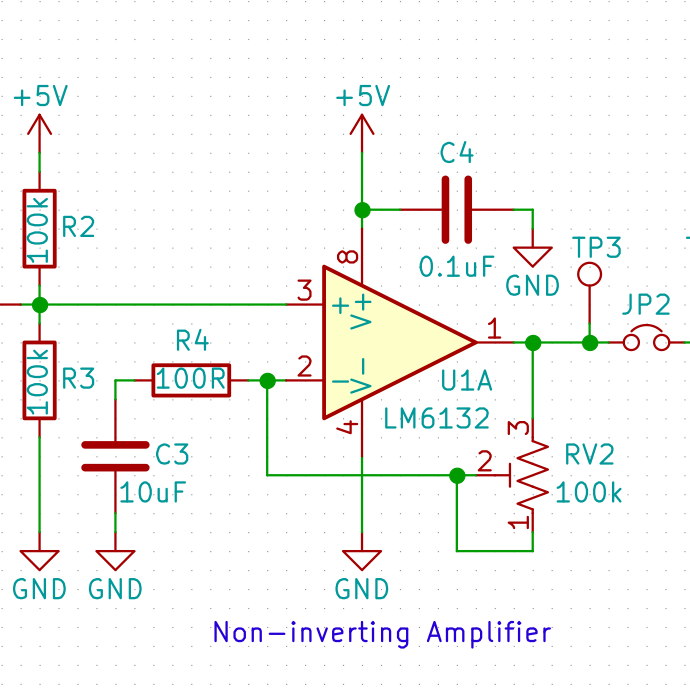 +5V
+5V
C4
100k
R2
8
0.1uF
GND
TP3
3
+
V+
JP2
1
R4
100R
2
−
V−
U1A
LM6132
100k
R3
4
C3
10uF
3
2
RV2
100k
1
GND
GND
GND
Non-inverting Amplifier